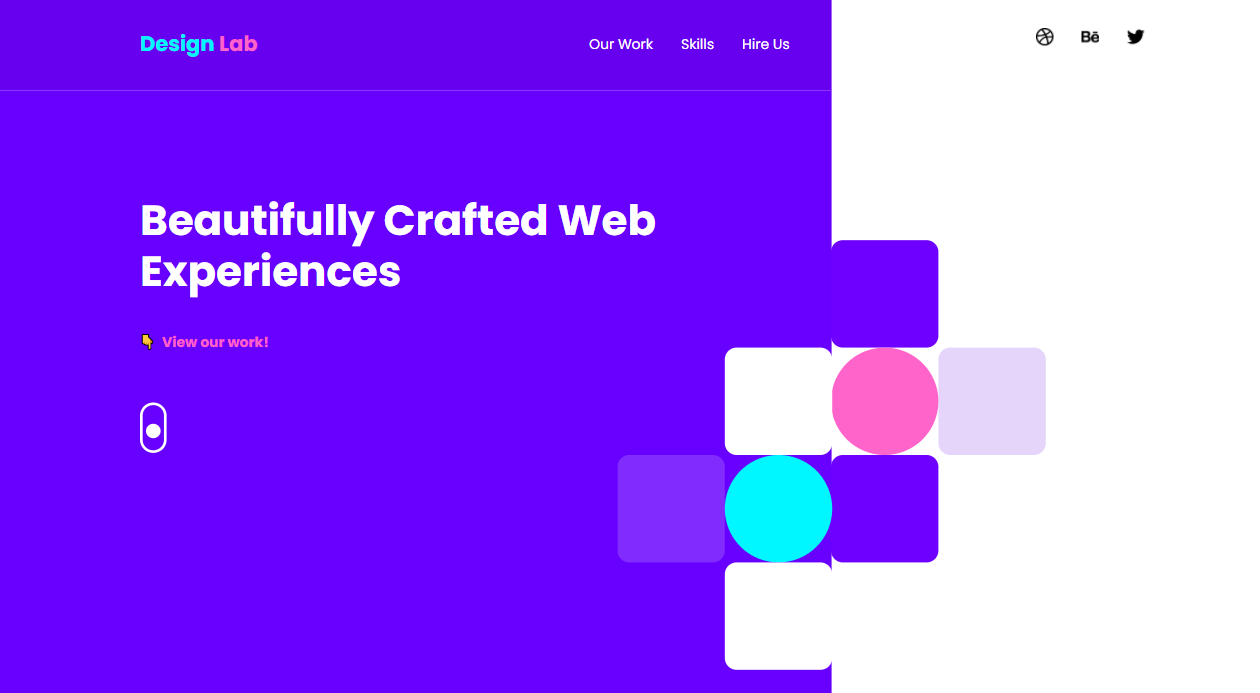 Design Lab
Our Work Skills Hire Us
Bē
Beautifully Crafted Web
Experiences
👇 View our work!